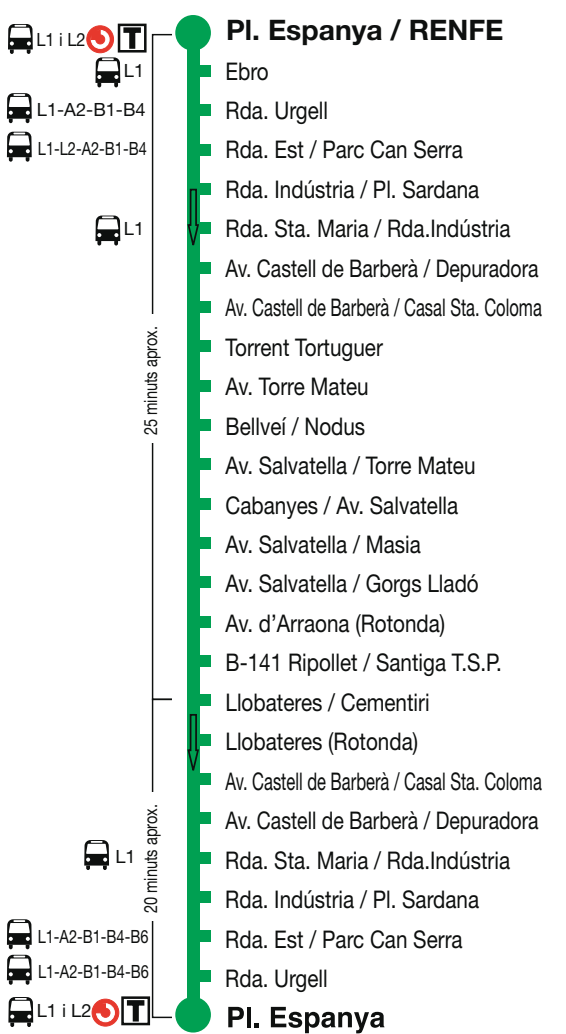 L1 i L2 T Pl. Espanya / RENFE
L1 Ebro
L1-A2-B1-B4 Rda. Urgell
L1-L2-A2-B1-B4 Rda. Est / Parc Can Serra
Rda. Indústria / Pl. Sardana
L1 Rda. Sta. Maria / Rda.Indústria
Av. Castell de Barberà / Depuradora
Av. Castell de Barberà / Casal Sta. Coloma
Torrent Tortuguer
25 minuts aprox.
Av. Torre Mateu
Bellveí / Nodus
Av. Salvatella / Torre Mateu
Cabanyes / Av. Salvatella
Av. Salvatella / Masia
Av. Salvatella / Gorgs Lladó
Av. d'Arraona (Rotonda)
B-141 Ripollet / Santiga T.S.P.
Llobateres / Cementiri
Llobateres (Rotonda)
Av. Castell de Barberà / Casal Sta. Coloma
Av. Castell de Barberà / Depuradora
20 minuts aprox.
L1 Rda. Sta. Maria / Rda.Indústria
Rda. Indústria / Pl. Sardana
L1-A2-B1-B4-B6 Rda. Est / Parc Can Serra
L1-A2-B1-B4-B6 Rda. Urgell
L1 i L2 T Pl. Espanya